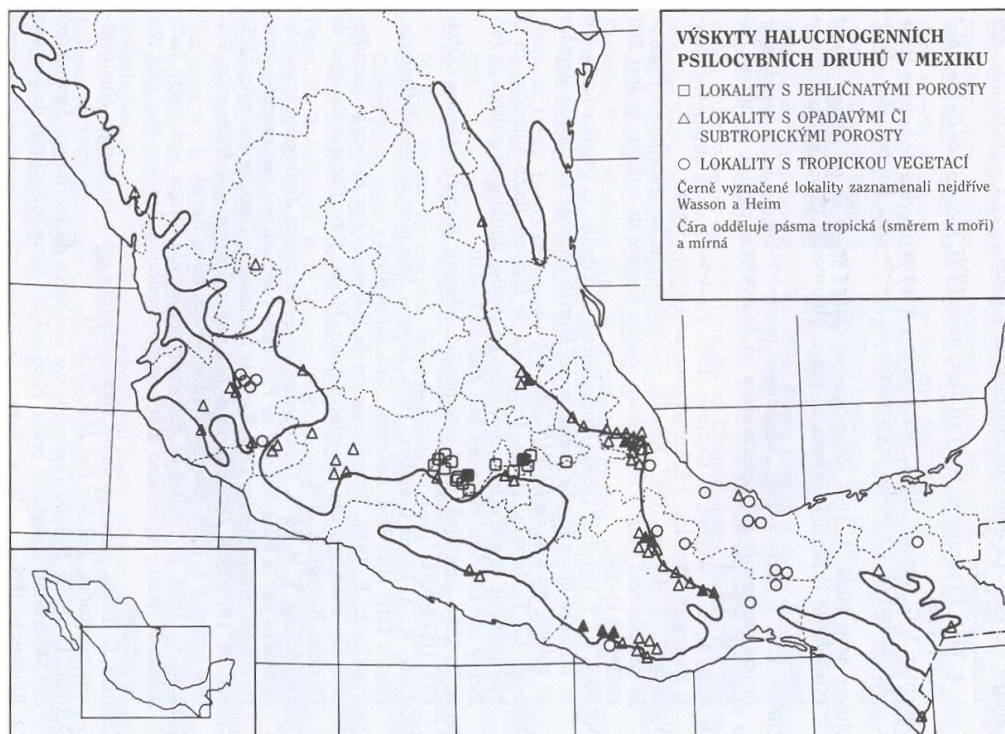 VÝSKYTY HALUCINOGENNÍCH
PSILOCYBNÍCH DRUHŮ V MEXIKU
LOKALITY S JEHLIČNATÝMI POROSTY
LOKALITY S OPADAVÝMI ČI
SUBTROPICKÝMI POROSTY
LOKALITY S TROPICKOU VEGETACÍ
Černě vyznačené lokality zaznamenali nejdříve
Wasson a Heim
Čára odděluje pásma tropická (směrem k moři)
a mírná